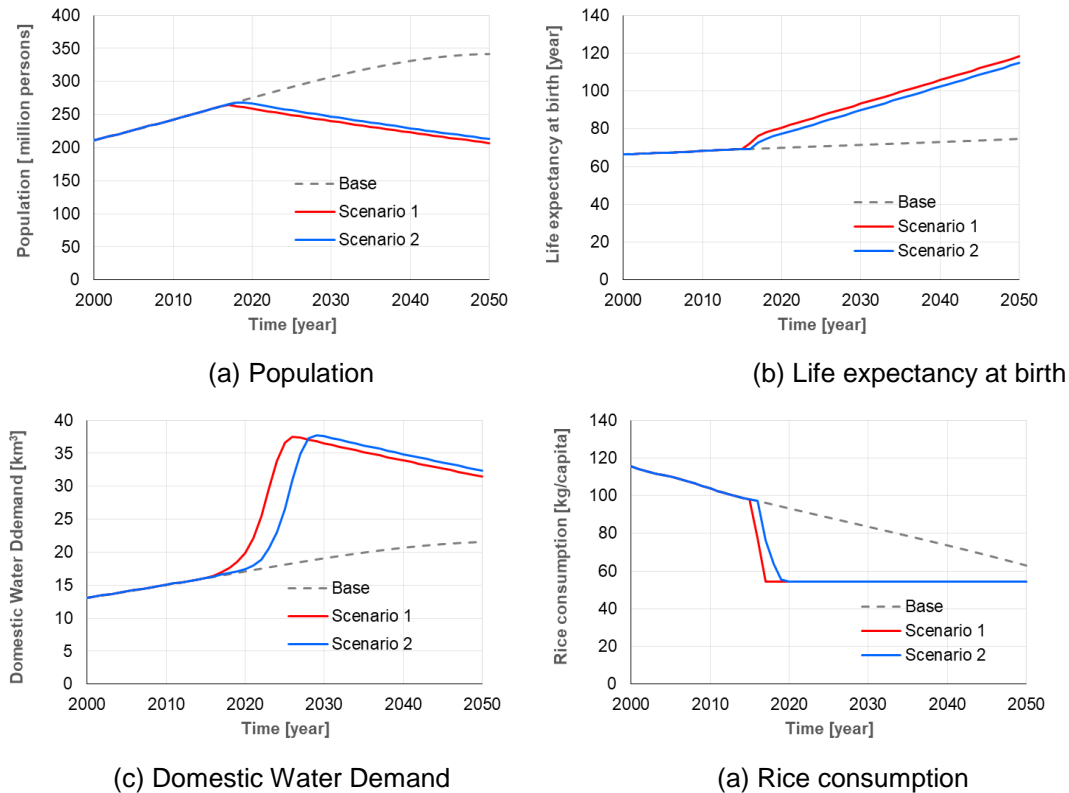 Population [ million persons]
400
350
300
250
200
150
100
50
0
Base
Scenario 1
Scenario 2
2000 2010 2020 2030 2040 2050
Time [year]
(a) Population
Life expectancy at birth [year]
140
120
100
80
60
40
20
0
Base
Scenario 1
Scenario 2
2000 2010 2020 2030 2040 2050
Time [year]
(b) Life expectancy at birth
Domestic Water Ddemand [km³]
40
35
30
25
20
15
10
5
0
Base
Scenario 1
Scenario 2
2000 2010 2020 2030 2040 2050
Time [year]
(c) Domestic Water Demand
Rice consumption [kg/capita]
140
120
100
80
60
40
20
0
Base
Scenario 1
Scenario 2
2000 2010 2020 2030 2040 2050
Time [year]
(a) Rice consumption